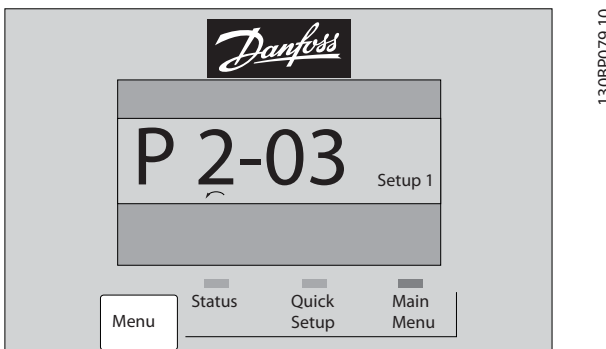 Danfoss
130BP079.10
P 2-03
Setup 1
Status
Quick
Setup
Main
Menu
Menu